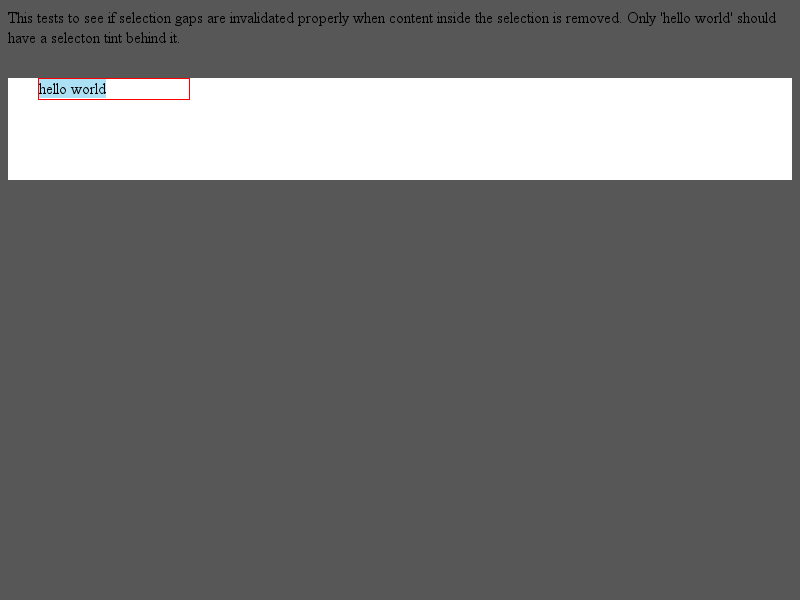 This tests to see if selection gaps are invalidated properly when content inside the selection is removed. Only 'hello world' should
have a selecton tint behind it.
hello world